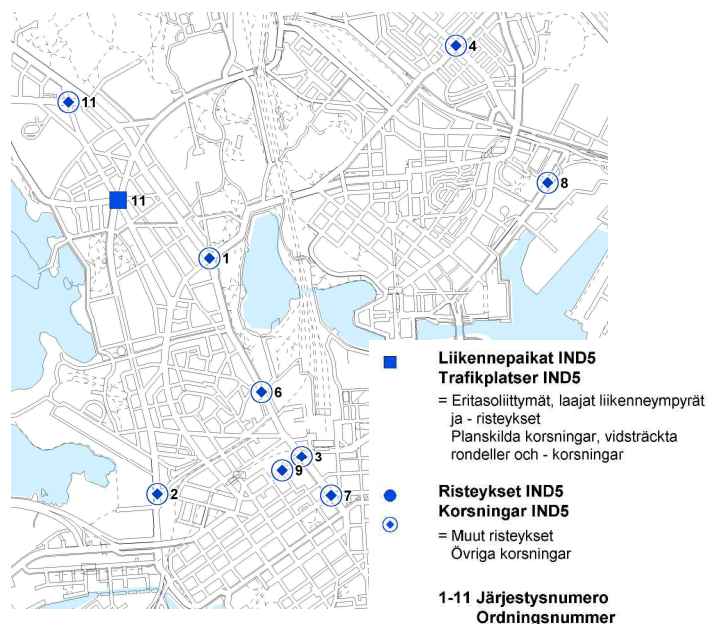 4
11
8
11
1
6
3
9
2
7
Liikennepaikat IND5
Trafikplatser IND5
= Eritasoliittymät, laajat liikenneympyrät
ja - risteykset
Planskilda korsningar, vidsträckta
rondeller och - korsningar
Risteykset IND5
Korsningar IND5
= Muut risteykset
Övriga korsningar
1-11 Järjestysnumero
Ordningsnummer